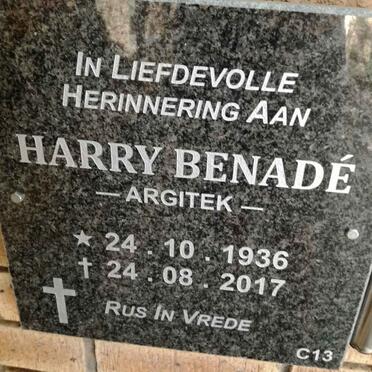 IN LIEFDEVOLLE
HERINNERING AAN
HARRY BENADÉ
— ARGITEK —
★ 24 . 10 . 1936
✝ 24 . 08 . 2017
RUS IN VREDE
C13